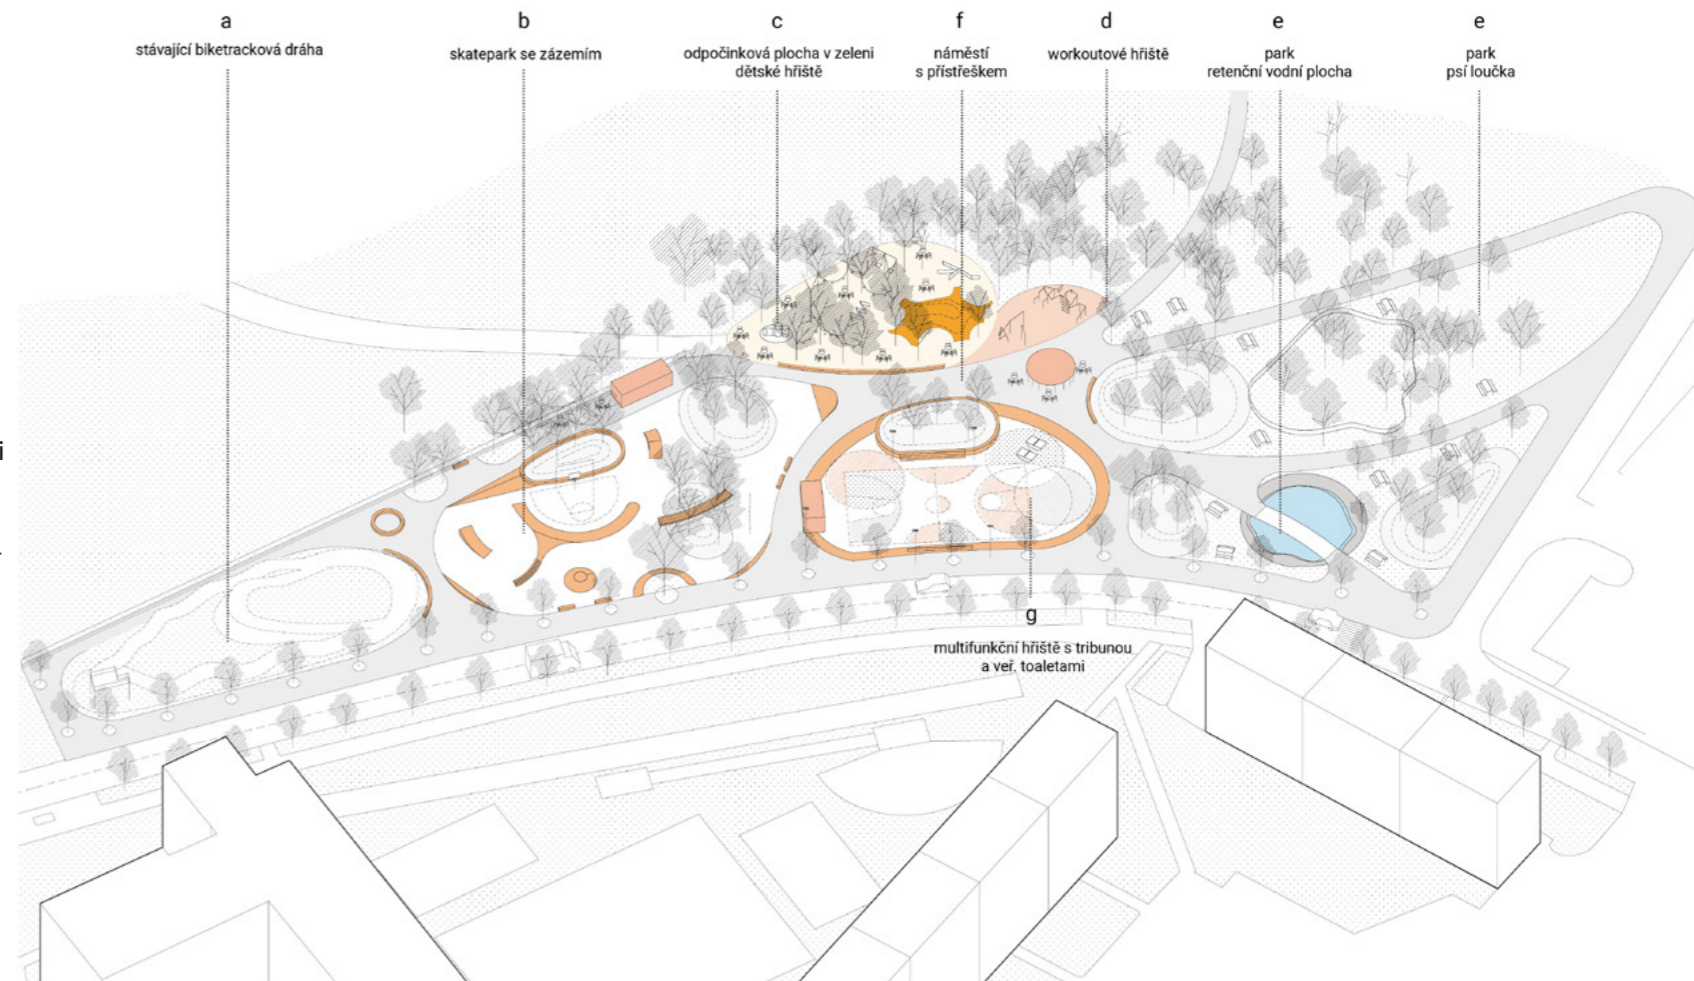 a
stávající biketracková dráha
b
skatepark se zázemím
c
odpočinková plocha v zeleni
dětské hřiště
f
náměstí
s přístřeškem
d
workoutové hřiště
e
park
retenční vodní plocha
e
park
psí loučka
i
g
multifunkční hřiště s tribunou
a veř. toaletami